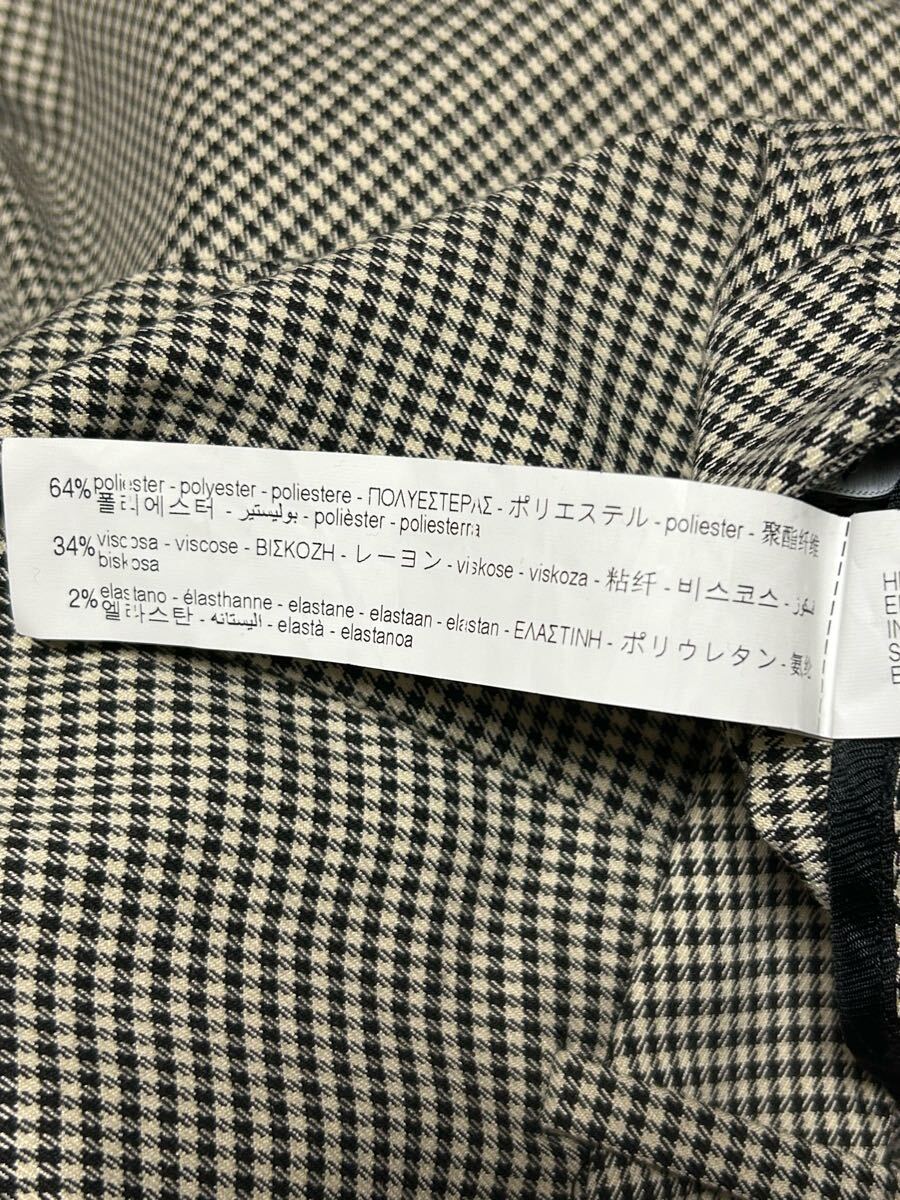 64% poliester - polyester - poliestere - ΠΟΛΥΕΣΤΕΡΑΣ - ポリエステル - poliester - 聚酯纤维
폴리에스터 - بوليستير - polièster - poliesterra
34% viscosa - viscose - ΒΙΣΚΟΖΗ - レーヨン - viskose - viskoza - 粘纤 - 비스코스 -
biskosa
2% elastano - élasthanne - elastane - elastaan - elastan - ΕΛΑΣΤΙΝΗ - ポリウレタン - 氨纶
엘라스탄 - اليستانه - elastà - elastanoa